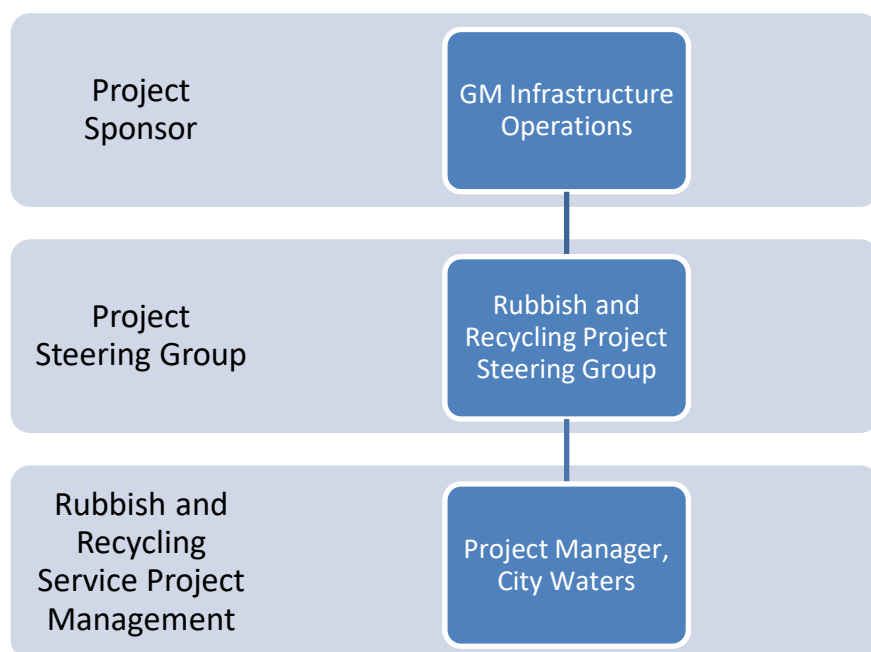 Project
Sponsor
GM Infrastructure
Operations
Project
Steering Group
Rubbish and
Recycling Project
Steering Group
Rubbish and
Recycling
Service Project
Management
Project Manager,
City Waters